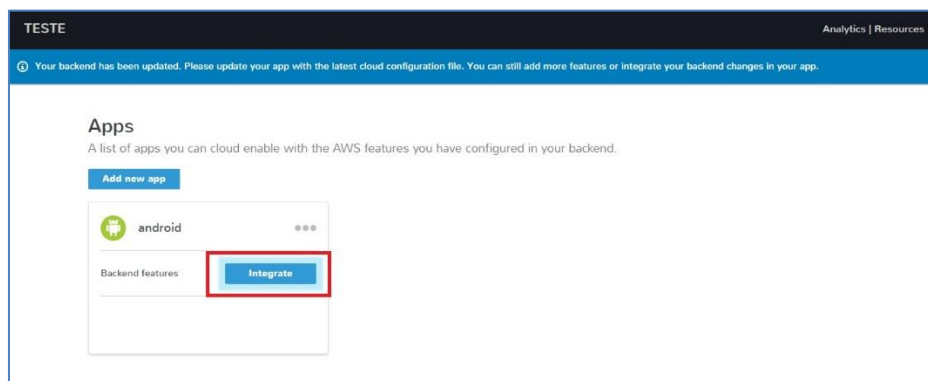 TESTE
Analytics | Resources
Your backend has been updated. Please update your app with the latest cloud configuration file. You can still add more features or integrate your backend changes in your app.
Apps
A list of apps you can cloud enable with the AWS features you have configured in your backend.
Add new app
android
Backend features
Integrate